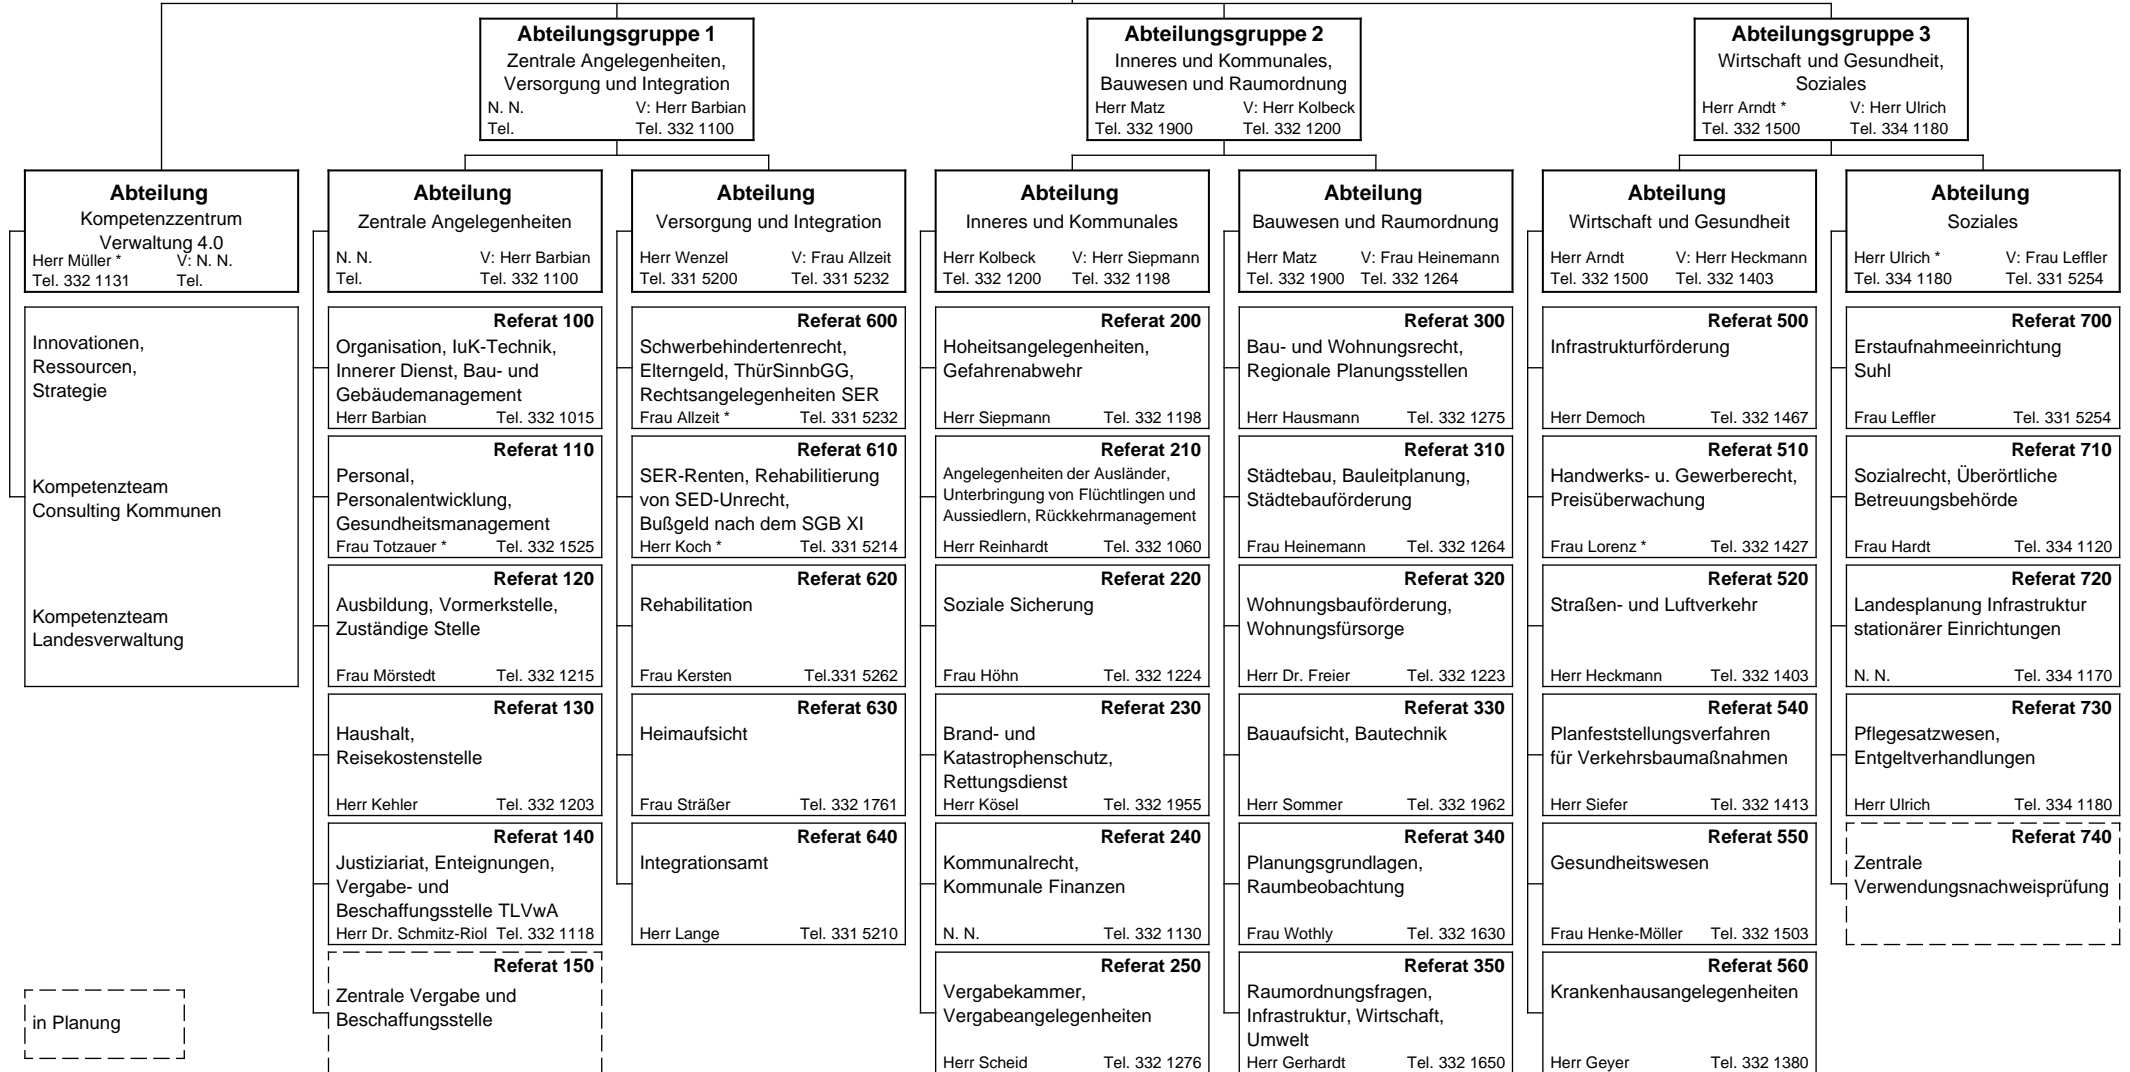 Abteilungsgruppe 1
Zentrale Angelegenheiten,
Versorgung und Integration
N. N. V: Herr Barbian
Tel. Tel. 332 1100
Abteilungsgruppe 2
Inneres und Kommunales,
Bauwesen und Raumordnung
Herr Matz V: Herr Kolbeck
Tel. 332 1900 Tel. 332 1200
Abteilungsgruppe 3
Wirtschaft und Gesundheit,
Soziales
Herr Arndt * V: Herr Ulrich
Tel. 332 1500 Tel. 334 1180
Abteilung
Kompetenzzentrum
Verwaltung 4.0
Herr Müller * V: N. N.
Tel. 332 1131 Tel.
Innovationen,
Ressourcen,
Strategie
Kompetenzteam
Consulting Kommunen
Kompetenzteam
Landesverwaltung
in Planung
Abteilung
Zentrale Angelegenheiten
N. N. V: Herr Barbian
Tel. Tel. 332 1100
Referat 100
Organisation, IuK-Technik,
Innerer Dienst, Bau- und
Gebäudemanagement
Herr Barbian Tel. 332 1015
Referat 110
Personal,
Personalentwicklung,
Gesundheitsmanagement
Frau Totzauer * Tel. 332 1525
Referat 120
Ausbildung, Vormerkstelle,
Zuständige Stelle
Frau Mörstedt Tel. 332 1215
Referat 130
Haushalt,
Reisekostenstelle
Herr Kehler Tel. 332 1203
Referat 140
Justiziariat, Enteignungen,
Vergabe- und
Beschaffungsstelle TLVwA
Herr Dr. Schmitz-Riol Tel. 332 1118
Referat 150
Zentrale Vergabe und
Beschaffungsstelle
Abteilung
Versorgung und Integration
Herr Wenzel V: Frau Allzeit
Tel. 331 5200 Tel. 331 5232
Referat 600
Schwerbehindertenrecht,
Elterngeld, ThürSinnbGG,
Rechtsangelegenheiten SER
Frau Allzeit * Tel. 331 5232
Referat 610
SER-Renten, Rehabilitierung
von SED-Unrecht,
Bußgeld nach dem SGB XI
Herr Koch * Tel. 331 5214
Referat 620
Rehabilitation
Frau Kersten Tel.331 5262
Referat 630
Heimaufsicht
Frau Sträßer Tel. 332 1761
Referat 640
Integrationsamt
Herr Lange Tel. 331 5210
Abteilung
Inneres und Kommunales
Herr Kolbeck V: Herr Siepmann
Tel. 332 1200 Tel. 332 1198
Referat 200
Hoheitsangelegenheiten,
Gefahrenabwehr
Herr Siepmann Tel. 332 1198
Referat 210
Angelegenheiten der Ausländer,
Unterbringung von Flüchtlingen und
Aussiedlern, Rückkehrmanagement
Herr Reinhardt Tel. 332 1060
Referat 220
Soziale Sicherung
Frau Höhn Tel. 332 1224
Referat 230
Brand- und
Katastrophenschutz,
Rettungsdienst
Herr Kösel Tel. 332 1955
Referat 240
Kommunalrecht,
Kommunale Finanzen
N. N. Tel. 332 1130
Referat 250
Vergabekammer,
Vergabeangelegenheiten
Herr Scheid Tel. 332 1276
Abteilung
Bauwesen und Raumordnung
Herr Matz V: Frau Heinemann
Tel. 332 1900 Tel. 332 1264
Referat 300
Bau- und Wohnungsrecht,
Regionale Planungsstellen
Herr Hausmann Tel. 332 1275
Referat 310
Städtebau, Bauleitplanung,
Städtebauförderung
Frau Heinemann Tel. 332 1264
Referat 320
Wohnungsbauförderung,
Wohnungsfürsorge
Herr Dr. Freier Tel. 332 1223
Referat 330
Bauaufsicht, Bautechnik
Herr Sommer Tel. 332 1962
Referat 340
Planungsgrundlagen,
Raumbeobachtung
Frau Wothly Tel. 332 1630
Referat 350
Raumordnungsfragen,
Infrastruktur, Wirtschaft,
Umwelt
Herr Gerhardt Tel. 332 1650
Abteilung
Wirtschaft und Gesundheit
Herr Arndt V: Herr Heckmann
Tel. 332 1500 Tel. 332 1403
Referat 500
Infrastrukturförderung
Herr Democh Tel. 332 1467
Referat 510
Handwerks- u. Gewerberecht,
Preisüberwachung
Frau Lorenz * Tel. 332 1427
Referat 520
Straßen- und Luftverkehr
Herr Heckmann Tel. 332 1403
Referat 540
Planfeststellungsverfahren
für Verkehrsbaumaßnahmen
Herr Siefer Tel. 332 1413
Referat 550
Gesundheitswesen
Frau Henke-Möller Tel. 332 1503
Referat 560
Krankenhausangelegenheiten
Herr Geyer Tel. 332 1380
Abteilung
Soziales
Herr Ulrich * V: Frau Leffler
Tel. 334 1180 Tel. 331 5254
Referat 700
Erstaufnahmeeinrichtung
Suhl
Frau Leffler Tel. 331 5254
Referat 710
Sozialrecht, Überörtliche
Betreuungsbehörde
Frau Hardt Tel. 334 1120
Referat 720
Landesplanung Infrastruktur
stationärer Einrichtungen
N. N. Tel. 334 1170
Referat 730
Pflegesatzwesen,
Entgeltverhandlungen
Herr Ulrich Tel. 334 1180
Referat 740
Zentrale
Verwendungsnachweisprüfung